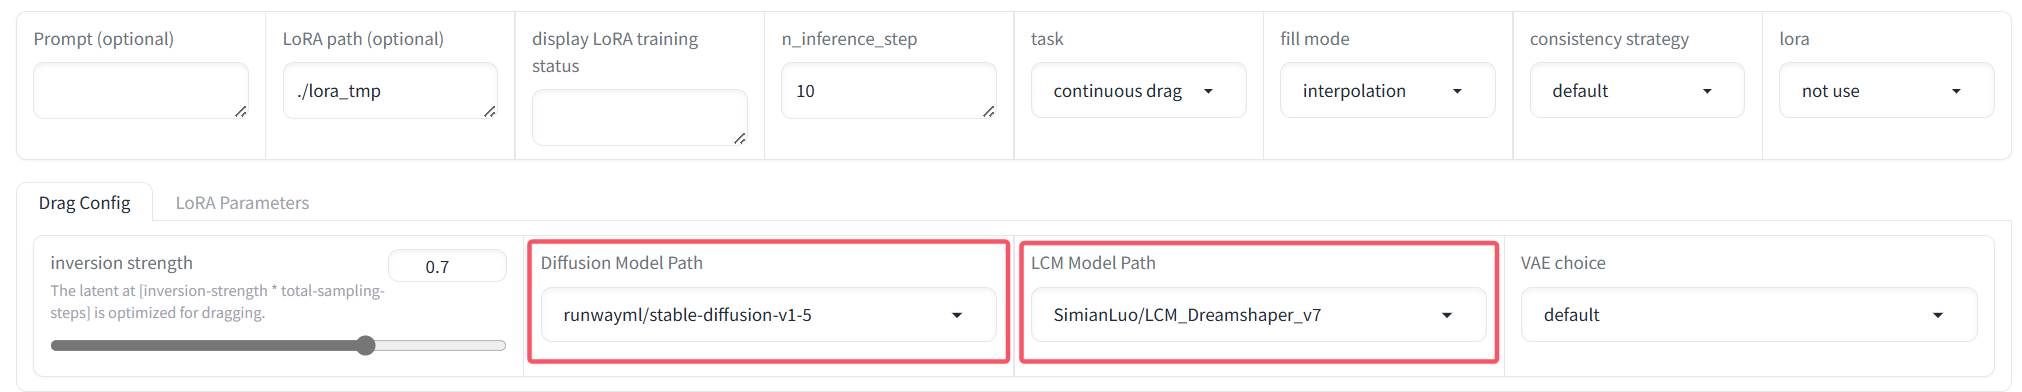 Prompt (optional)
LoRA path (optional)
./lora_tmp
display LoRA training
status
n_inference_step
10
task
continuous drag
fill mode
interpolation
consistency strategy
default
lora
not use
Drag Config
LoRA Parameters
inversion strength
0.7
The latent at [inversion-strength * total-sampling-
steps] is optimized for dragging.
Diffusion Model Path
runwayml/stable-diffusion-v1-5
LCM Model Path
SimianLuo/LCM_Dreamshaper_v7
VAE choice
default